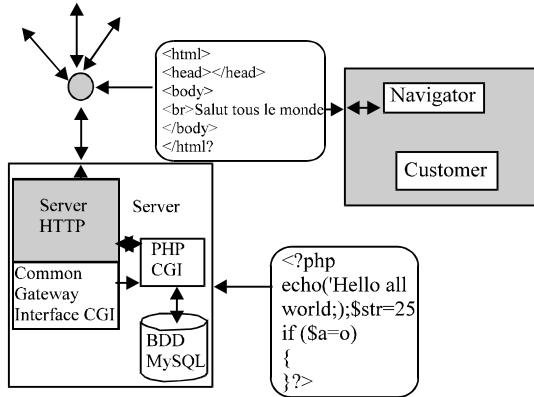 <html>
<head></head>
<body>
<br>Salut tous le monde
</body>
</html?
Navigator
Customer
Server
HTTP
Server
Common
Gateway
Interface CGI
PHP
CGI
BDD
MySQL
<?php
echo('Hello all
world;);$str=25
if ($a=o)
{
}?>